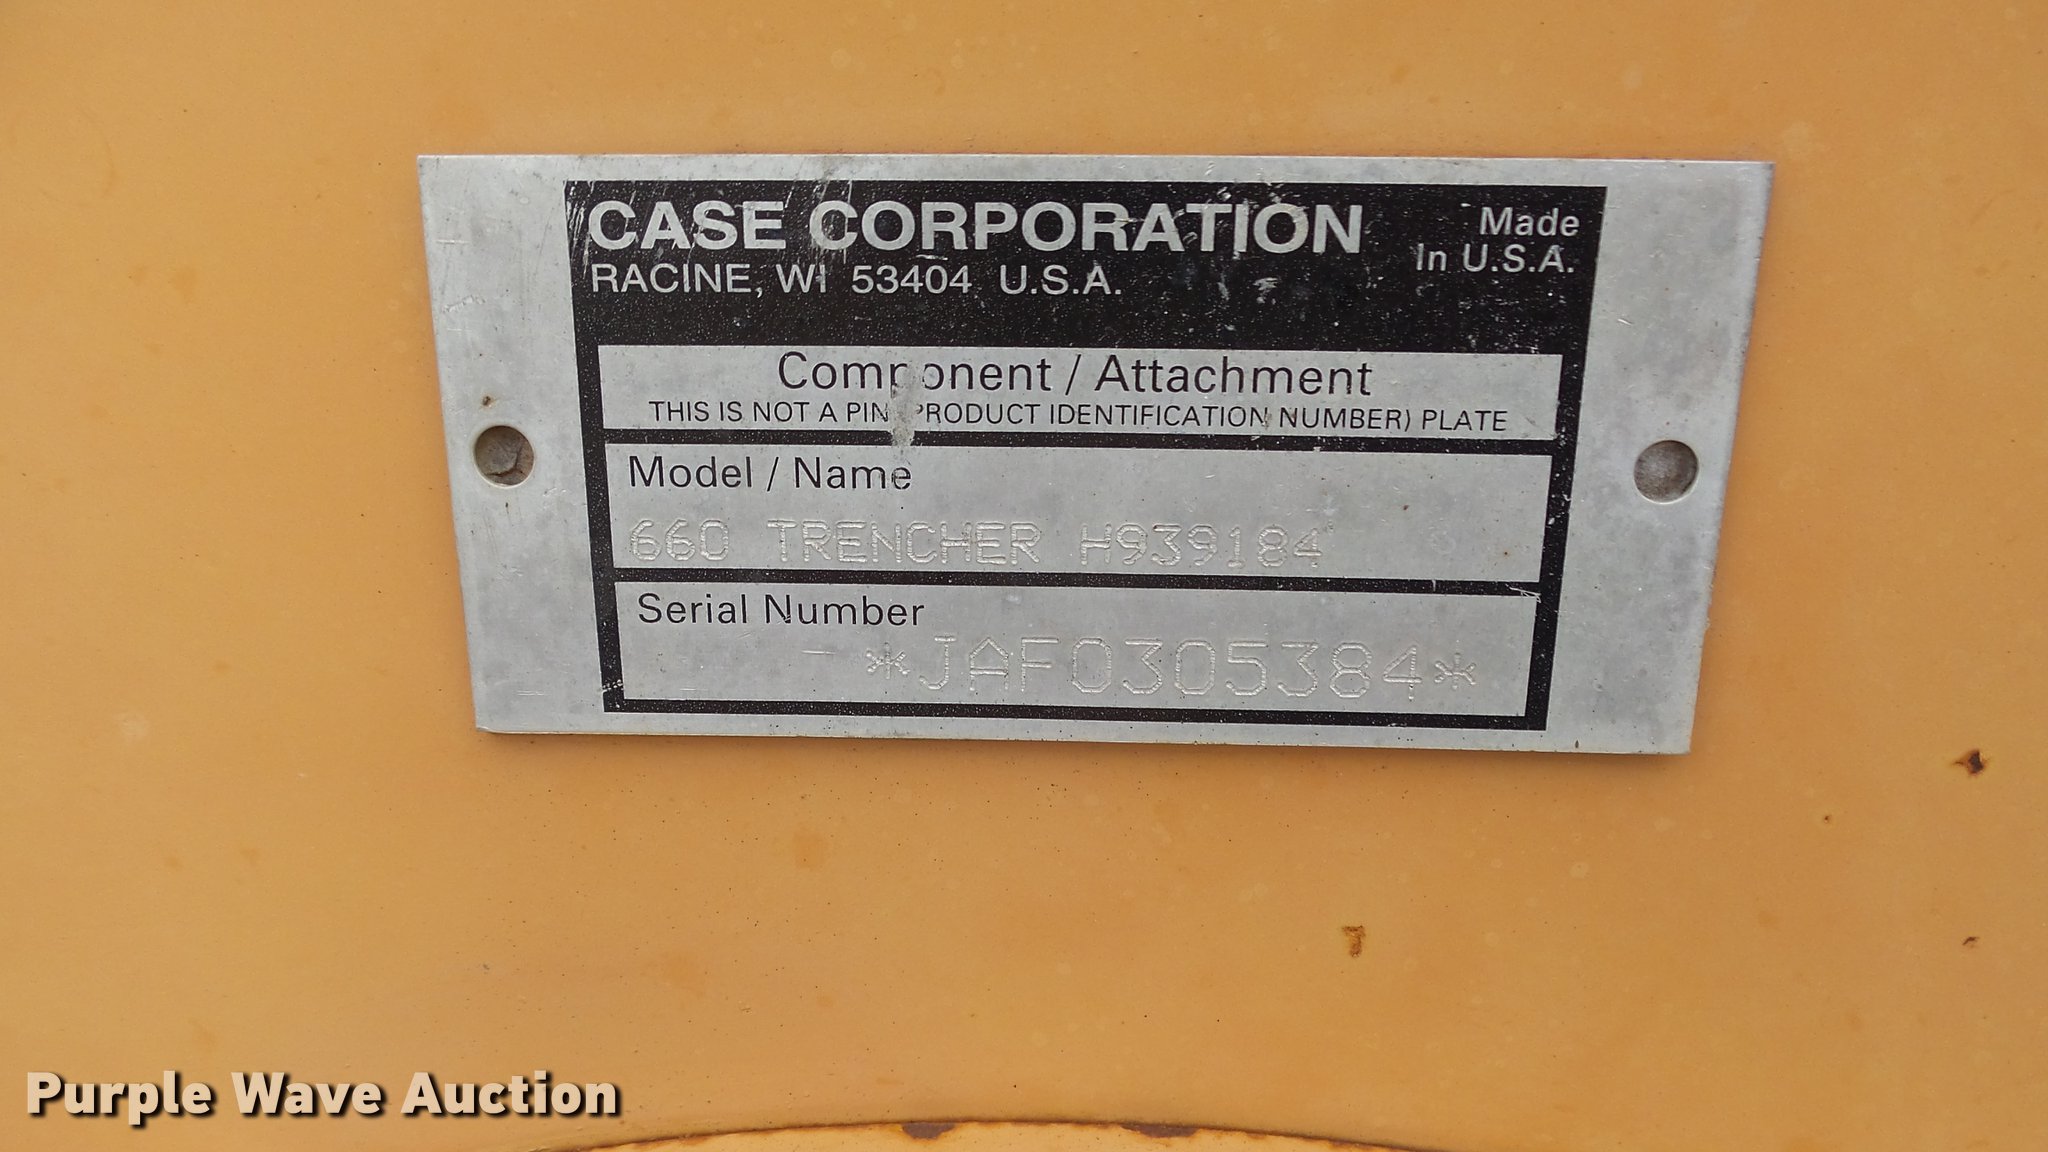 CASE CORPORATION
Made
In U.S.A.
RACINE, WI 53404 U.S.A.
Component / Attachment
THIS IS NOT A PIN (PRODUCT IDENTIFICATION NUMBER) PLATE
Model / Name
660 TRENCHER H939184
Serial Number
*JAF0305384*
Purple Wave Auction